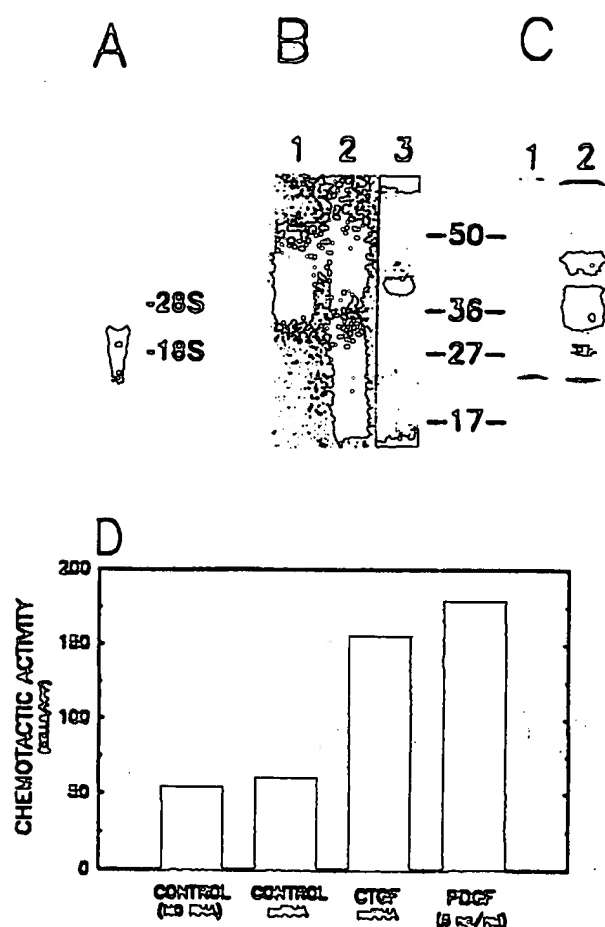 A B C
1 2 3
1 2
-50-
-36-
-27-
-17-
-28S
-18S
D
CHEMOTACTIC ACTIVITY
200
150
100
50
0
CONTROL
CONTROL
CTGF
PDGF